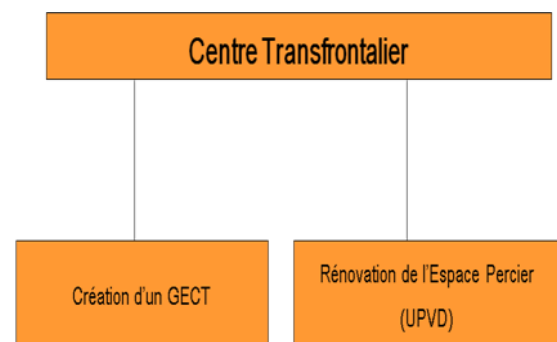 Centre Transfrontalier
Création d'un GECT
Rénovation de l'Espace Percier
(UPVD)